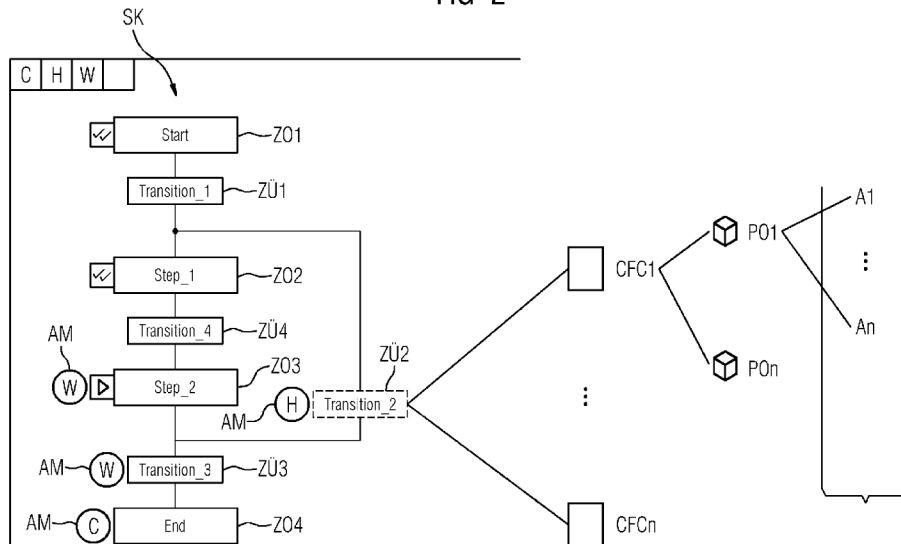 FIG 2
SK
C H W
Start ZO1
Transition_1 ZÜ1
A1
CFC1 PO1
Step_1 ZO2
Transition_4 ZÜ4
An
AM ZO3 ZÜ2
POn
W Step_2
AM H Transition_2
AM W Transition_3 ZÜ3
AM C End ZO4
CFCn